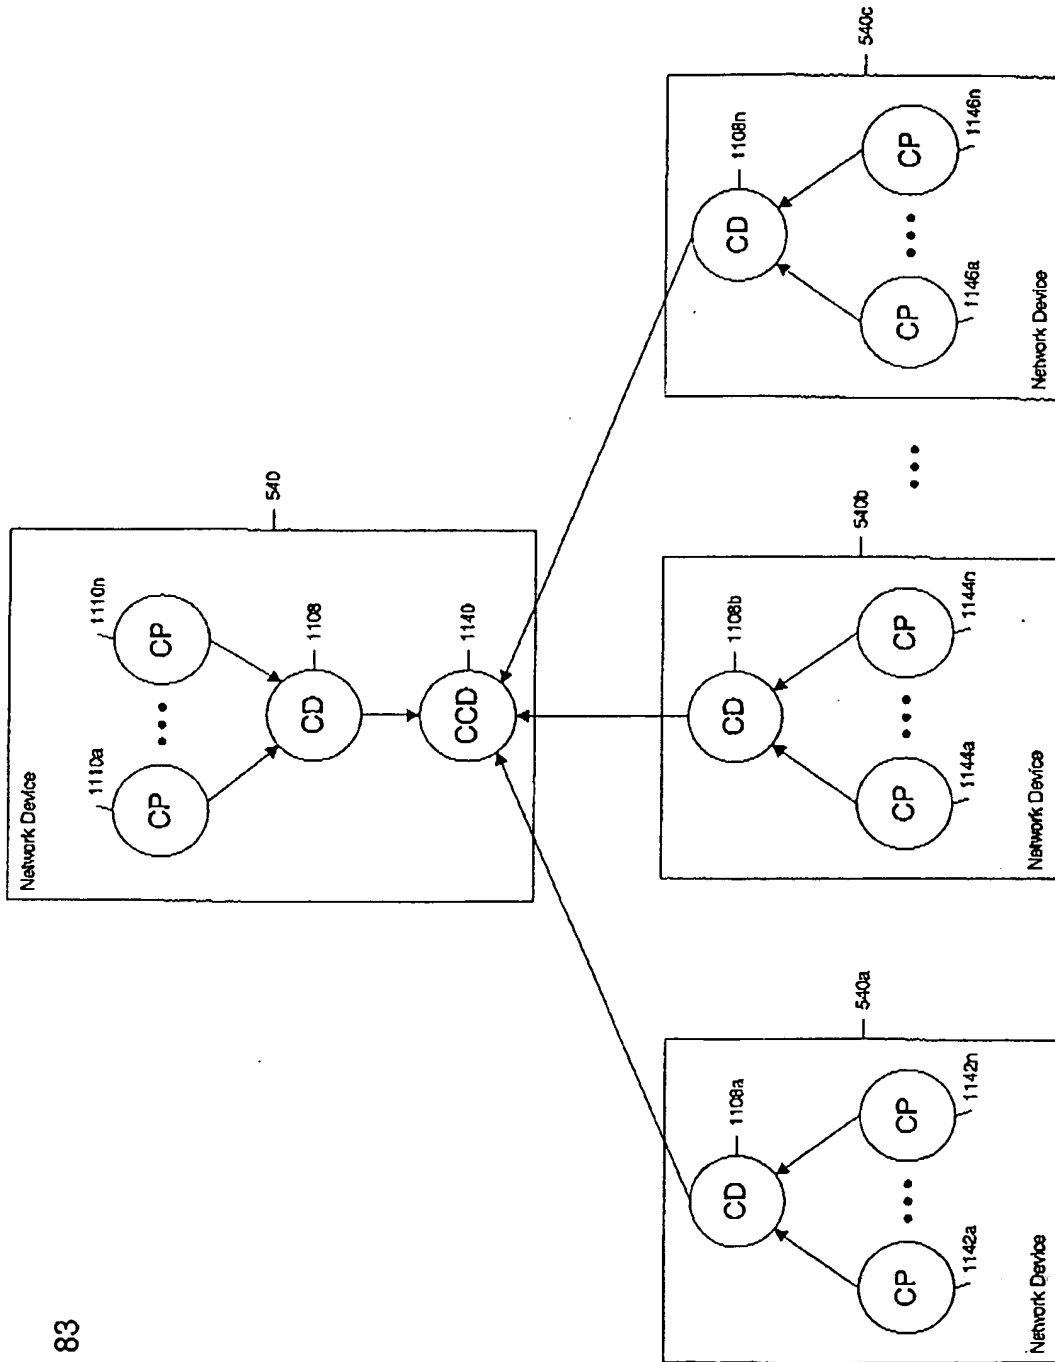 83
Network Device
540
1110a
1110n
CP
•••
CP
CD
1108
CCD
1140
540a
CD
1108a
CP
•••
CP
1142a
1142n
Network Device
540b
CD
1108b
CP
•••
CP
1144a
1144n
Network Device
•••
540c
CD
1108n
CP
•••
CP
1146a
1146n
Network Device